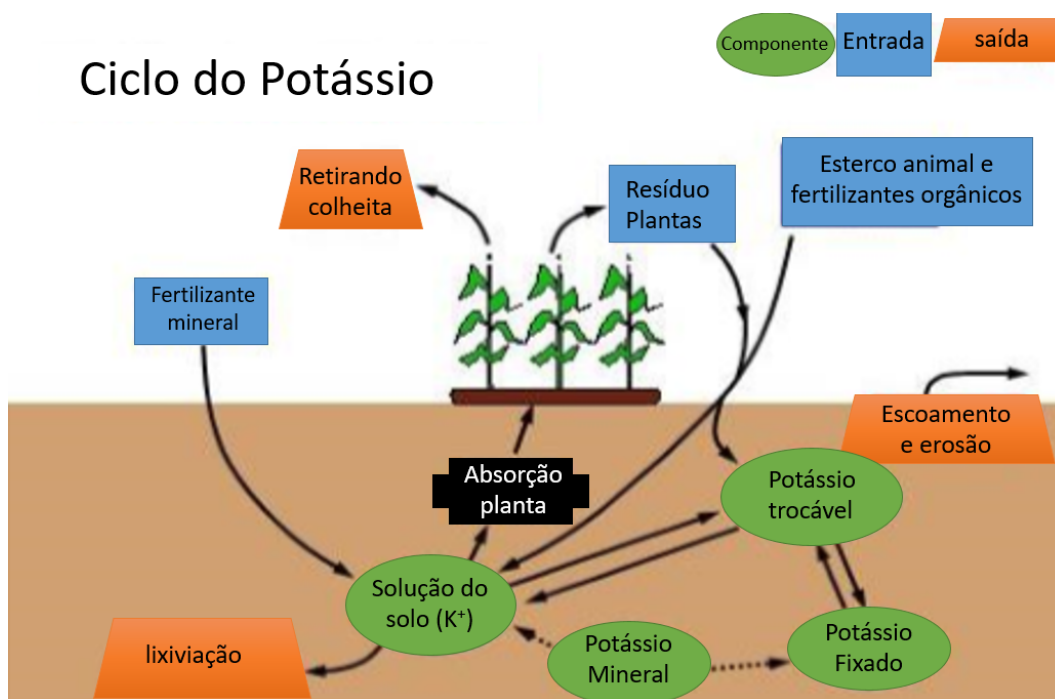 Componente
Entrada
saída
Ciclo do Potássio
Retirando
colheita
Resíduo
Plantas
Esterco animal e
fertilizantes orgânicos
Fertilizante
mineral
Escoamento
e erosão
Absorção
planta
Potássio
trocável
Solução do
solo (K⁺)
lixiviação
Potássio
Mineral
Potássio
Fixado